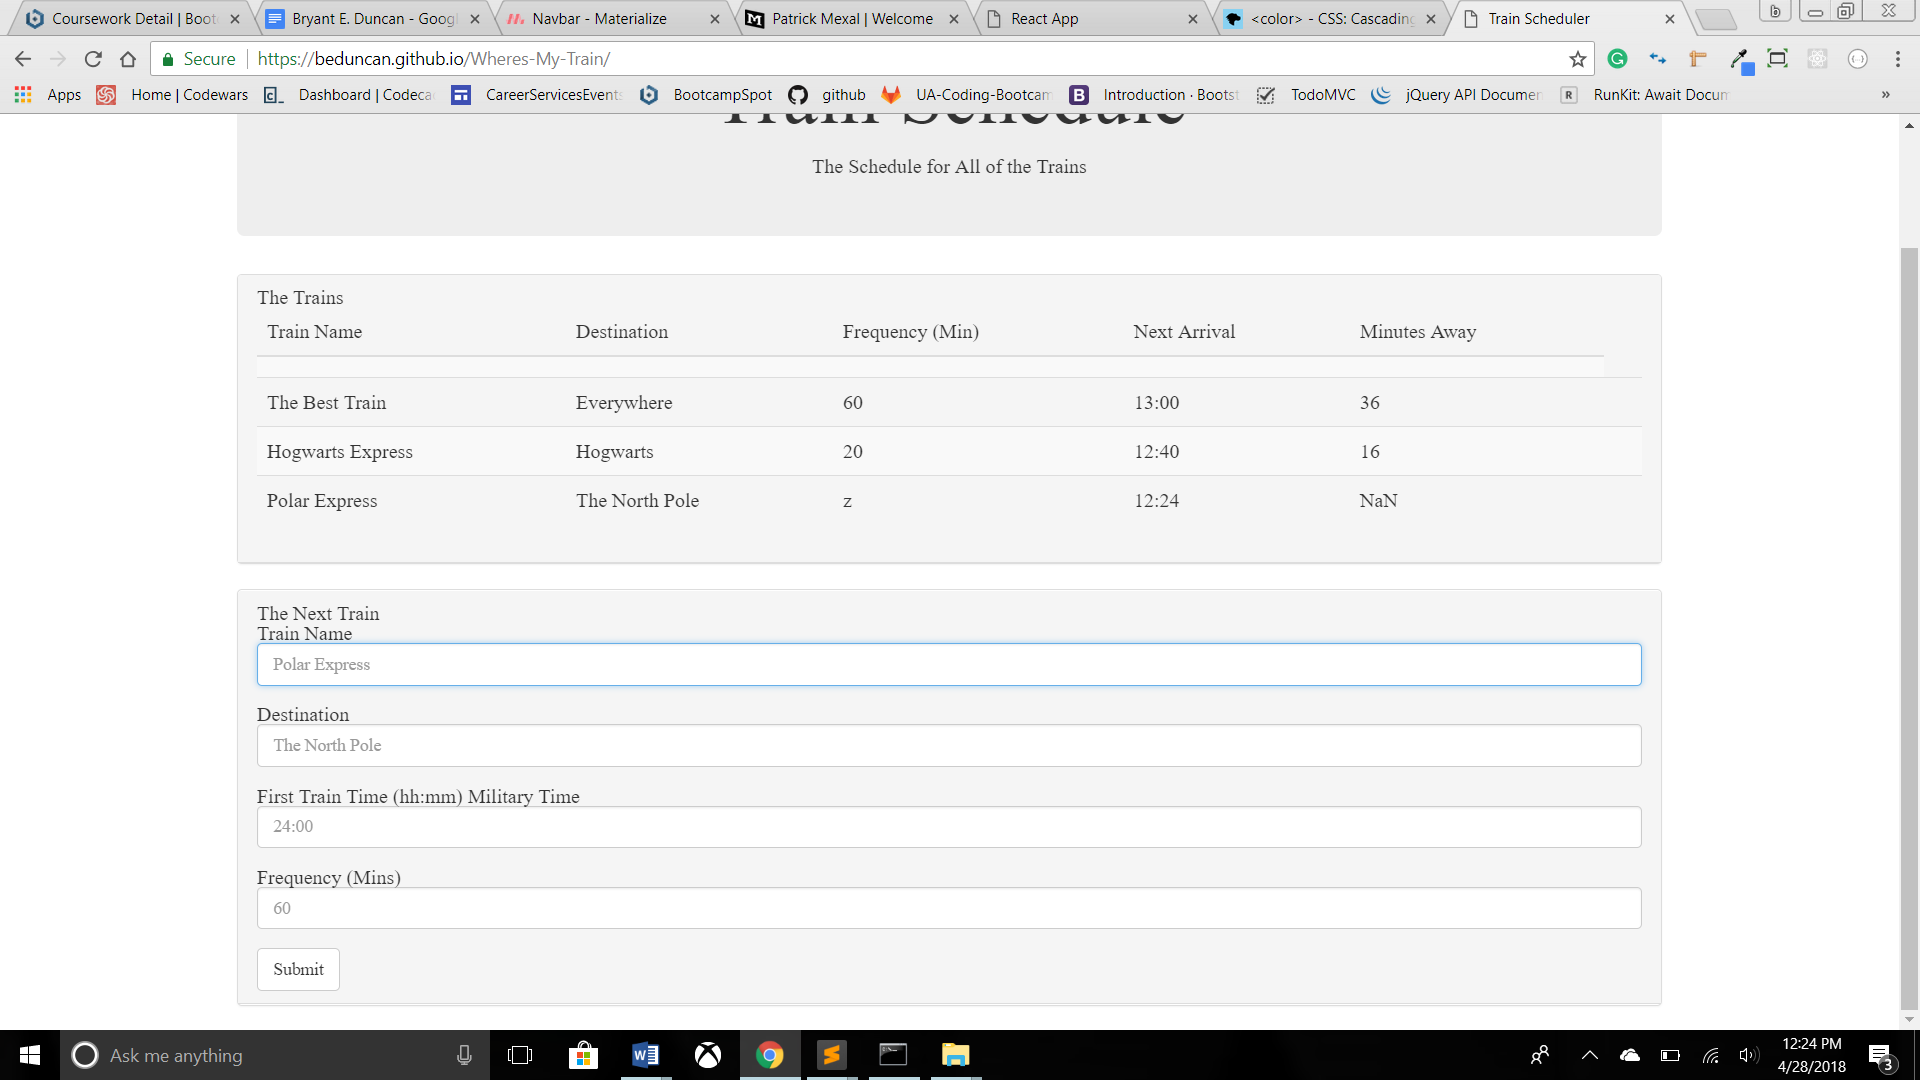 Coursework Detail | Boot
Bryant E. Duncan - Googl
Navbar - Materialize
Patrick Mexal | Welcome
React App
<color> - CSS: Cascading
Train Scheduler
Secure
https://beduncan.github.io/Wheres-My-Train/
Apps
Home | Codewars
Dashboard | Codeca
CareerServicesEvents
BootcampSpot
github
UA-Coding-Bootcam
Introduction · Boots
TodoMVC
jQuery API Documen
RunKit: Await Docum
»
Train Schedule
The Schedule for All of the Trains
The Trains
Train Name Destination Frequency (Min) Next Arrival Minutes Away
The Best Train Everywhere 60 13:00 36
Hogwarts Express Hogwarts 20 12:40 16
Polar Express The North Pole z 12:24 NaN
The Next Train
Train Name
Polar Express
Destination
The North Pole
First Train Time (hh:mm) Military Time
24:00
Frequency (Mins)
60
Submit
Ask me anything
12:24 PM
4/28/2018
3